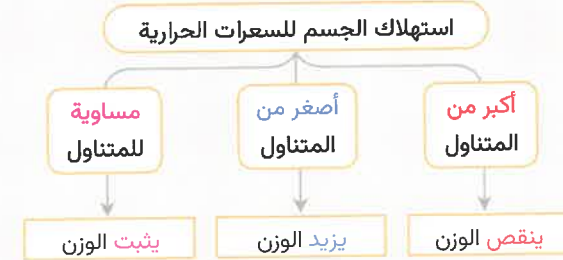 استهلاك الجسم للسعرات الحرارية
أكبر من
المتناول
أصغر من
المتناول
مساوية
للمتناول
ينقص الوزن
يزيد الوزن
يثبت الوزن